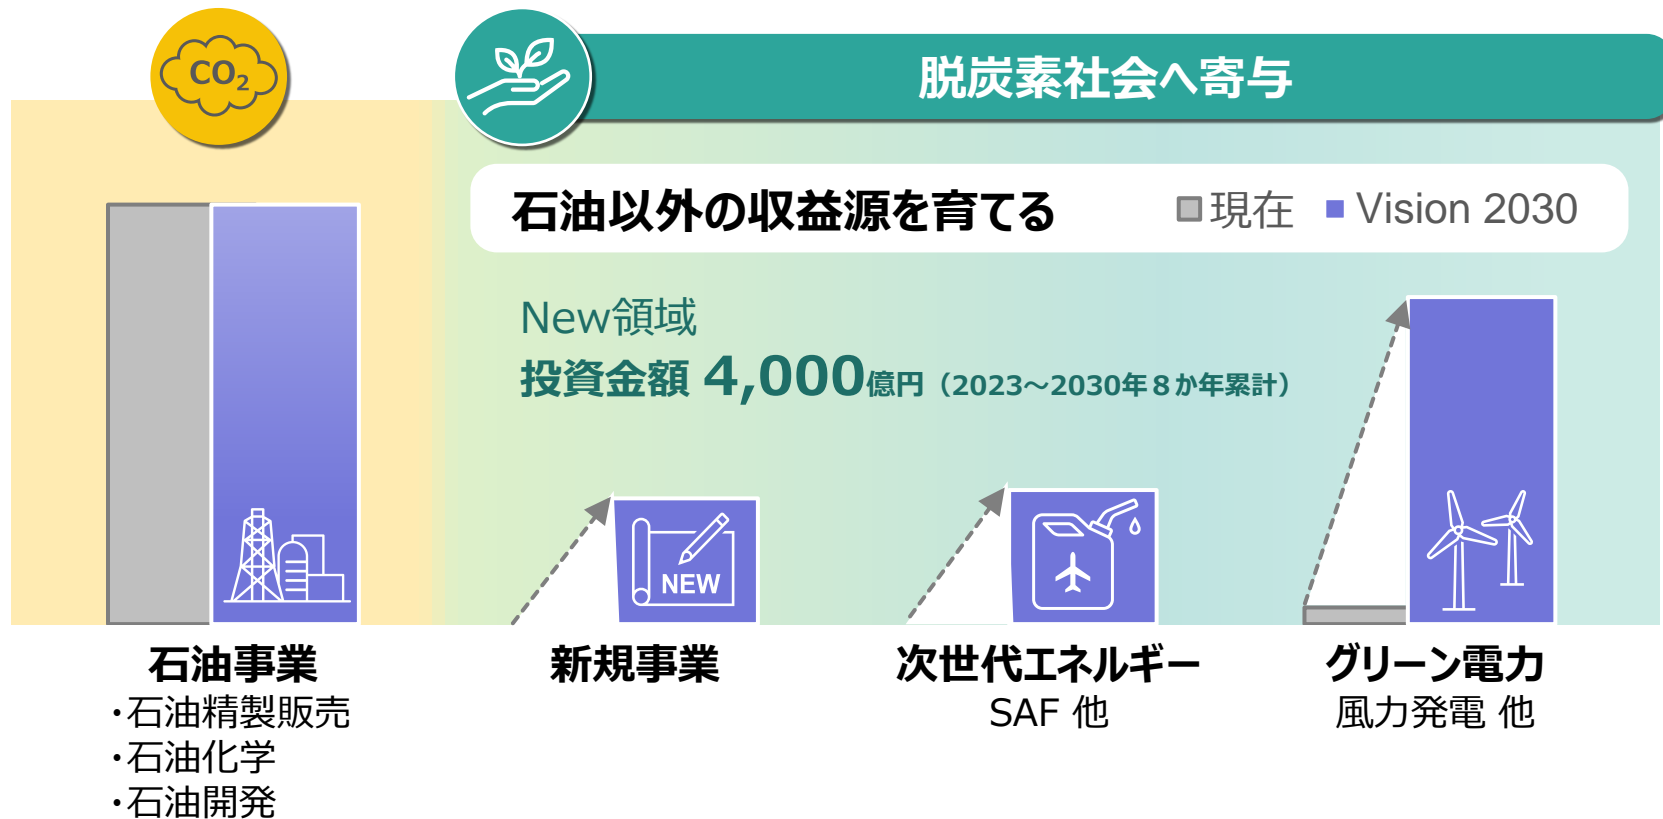 CO₂
脱炭素社会へ寄与
石油以外の収益源を育てる
現在 Vision 2030
New領域
投資金額 4,000億円（2023～2030年８か年累計）
NEW
石油事業
・石油精製販売
・石油化学
・石油開発
新規事業
次世代エネルギー
SAF 他
グリーン電力
風力発電 他